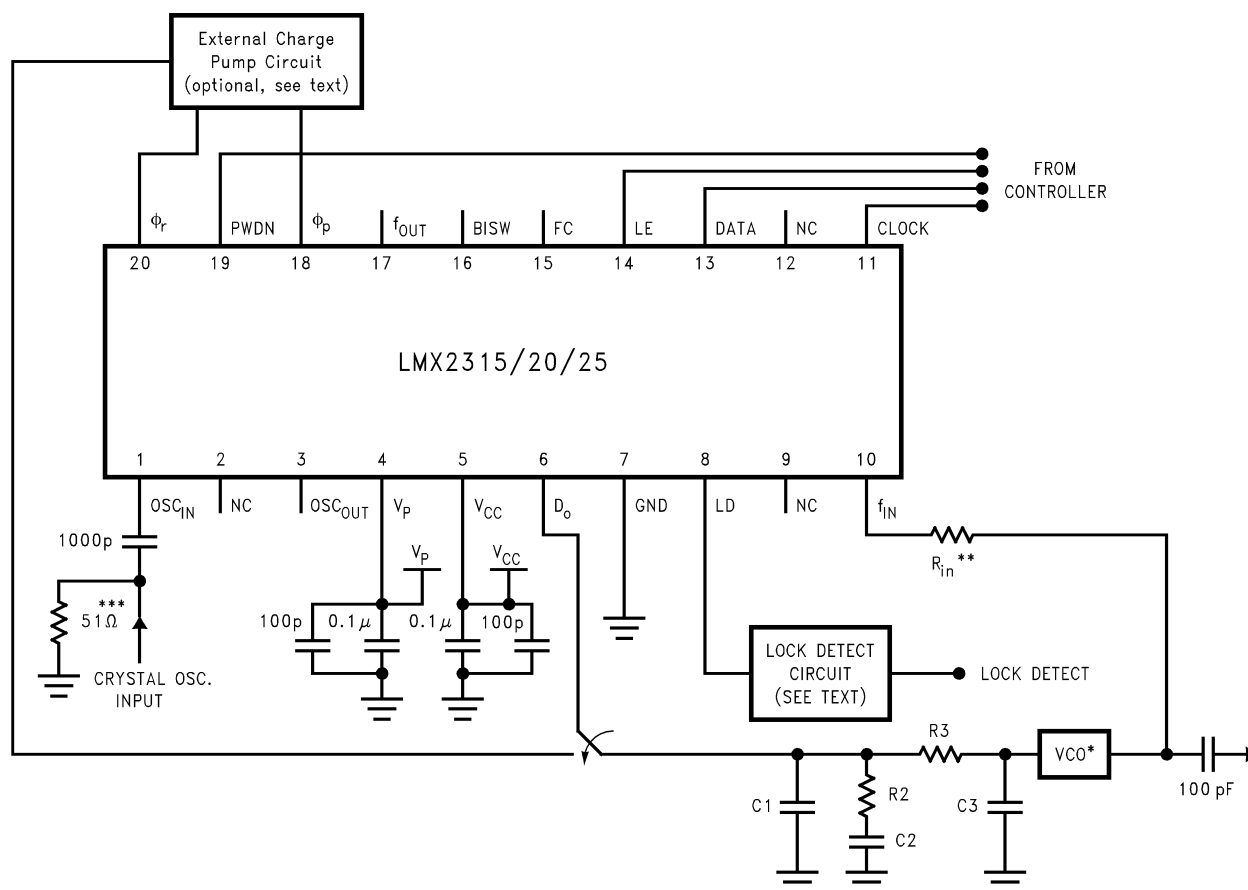 External Charge
Pump Circuit
(optional, see text)
FROM
CONTROLLER
ϕr PWDN ϕp fOUT BISW FC LE DATA NC CLOCK
20 19 18 17 16 15 14 13 12 11
LMX2315/20/25
1 2 3 4 5 6 7 8 9 10
OSCIN NC OSCOUT VP VCC Do GND LD NC fIN
1000p
VP VCC
Rin**
***
51Ω
100p 0.1μ 0.1μ 100p
CRYSTAL OSC.
INPUT
LOCK DETECT
CIRCUIT
(SEE TEXT)
LOCK DETECT
R3
VCO*
100 pF
C1 R2 C3
C2